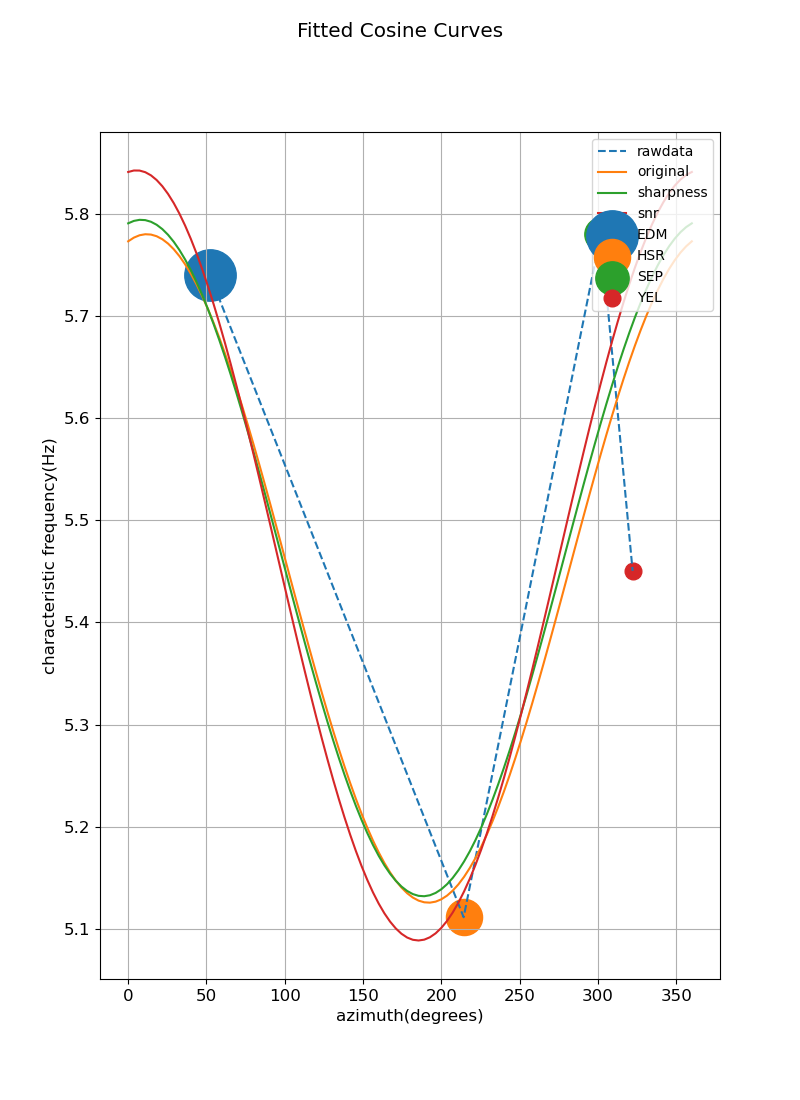 Fitted Cosine Curves
rawdata
original
sharpness
snr
EDM
HSR
SEP
YEL
5.8
5.7
5.6
5.5
5.4
5.3
5.2
5.1
characteristic frequency(Hz)
0 50 100 150 200 250 300 350
azimuth(degrees)